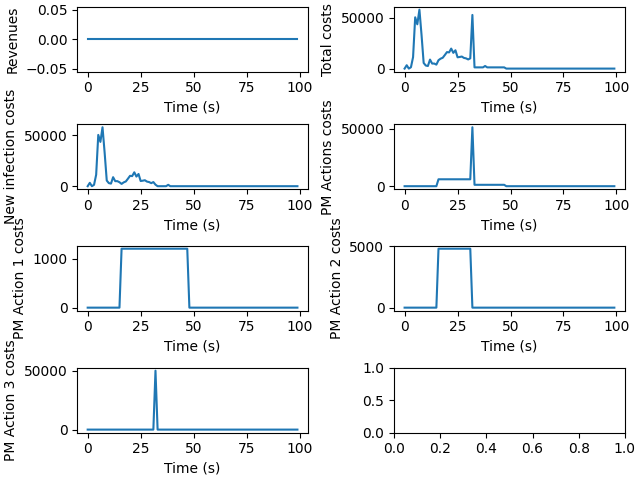 Revenues
0.05
0.00
−0.05
0 25 50 75 100
Time (s)
Total costs
50000
0
0 25 50 75 100
Time (s)
New infection costs
50000
0
0 25 50 75 100
Time (s)
PM Actions costs
50000
0
0 25 50 75 100
Time (s)
PM Action 1 costs
1000
0
0 25 50 75 100
Time (s)
PM Action 2 costs
5000
0
0 25 50 75 100
Time (s)
PM Action 3 costs
50000
0
0 25 50 75 100
Time (s)
1.0
0.5
0.0
0.0 0.2 0.4 0.6 0.8 1.0